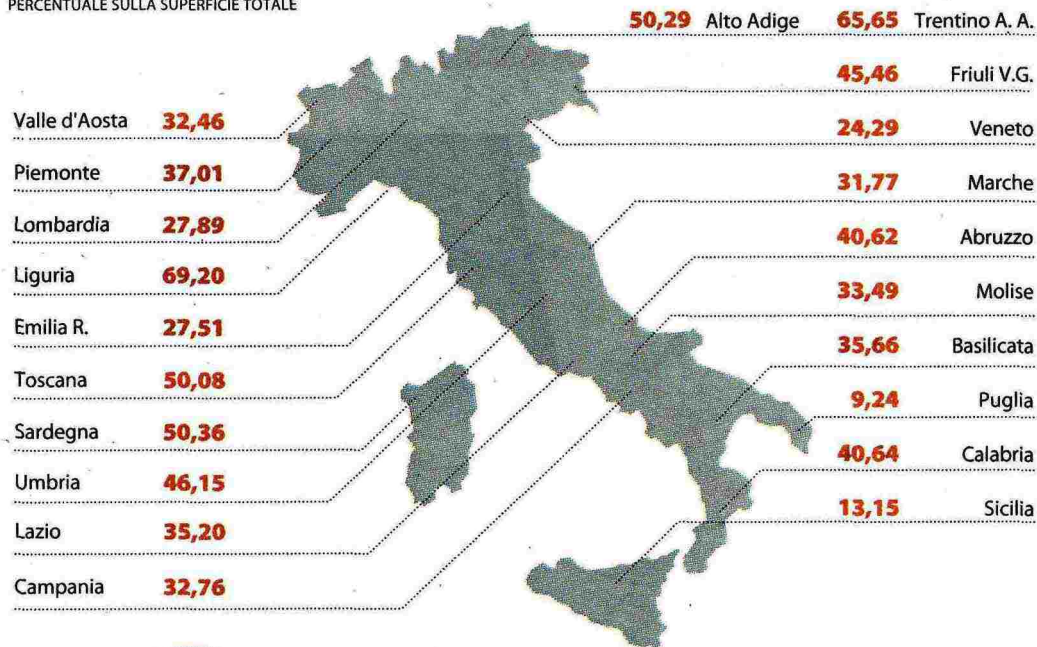 PERCENTUALE SULLA SUPERFICIE TOTALE
50,29 Alto Adige 65,65 Trentino A. A.
45,46 Friuli V.G.
24,29 Veneto
31,77 Marche
40,62 Abruzzo
33,49 Molise
35,66 Basilicata
9,24 Puglia
40,64 Calabria
13,15 Sicilia
Valle d'Aosta 32,46
Piemonte 37,01
Lombardia 27,89
Liguria 69,20
Emilia R. 27,51
Toscana 50,08
Sardegna 50,36
Umbria 46,15
Lazio 35,20
Campania 32,76